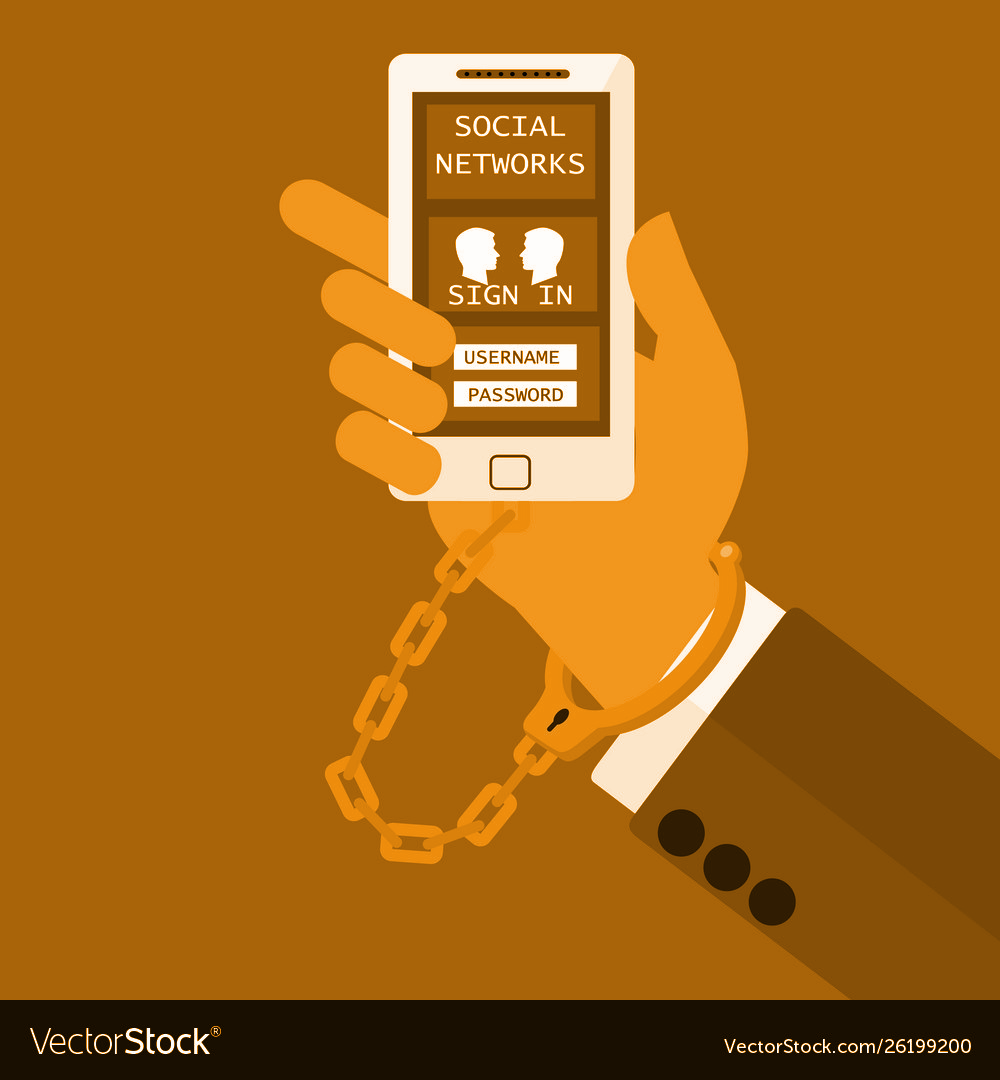 SOCIAL
NETWORKS
SIGN IN
USERNAME
PASSWORD
VectorStock®
VectorStock.com/26199200